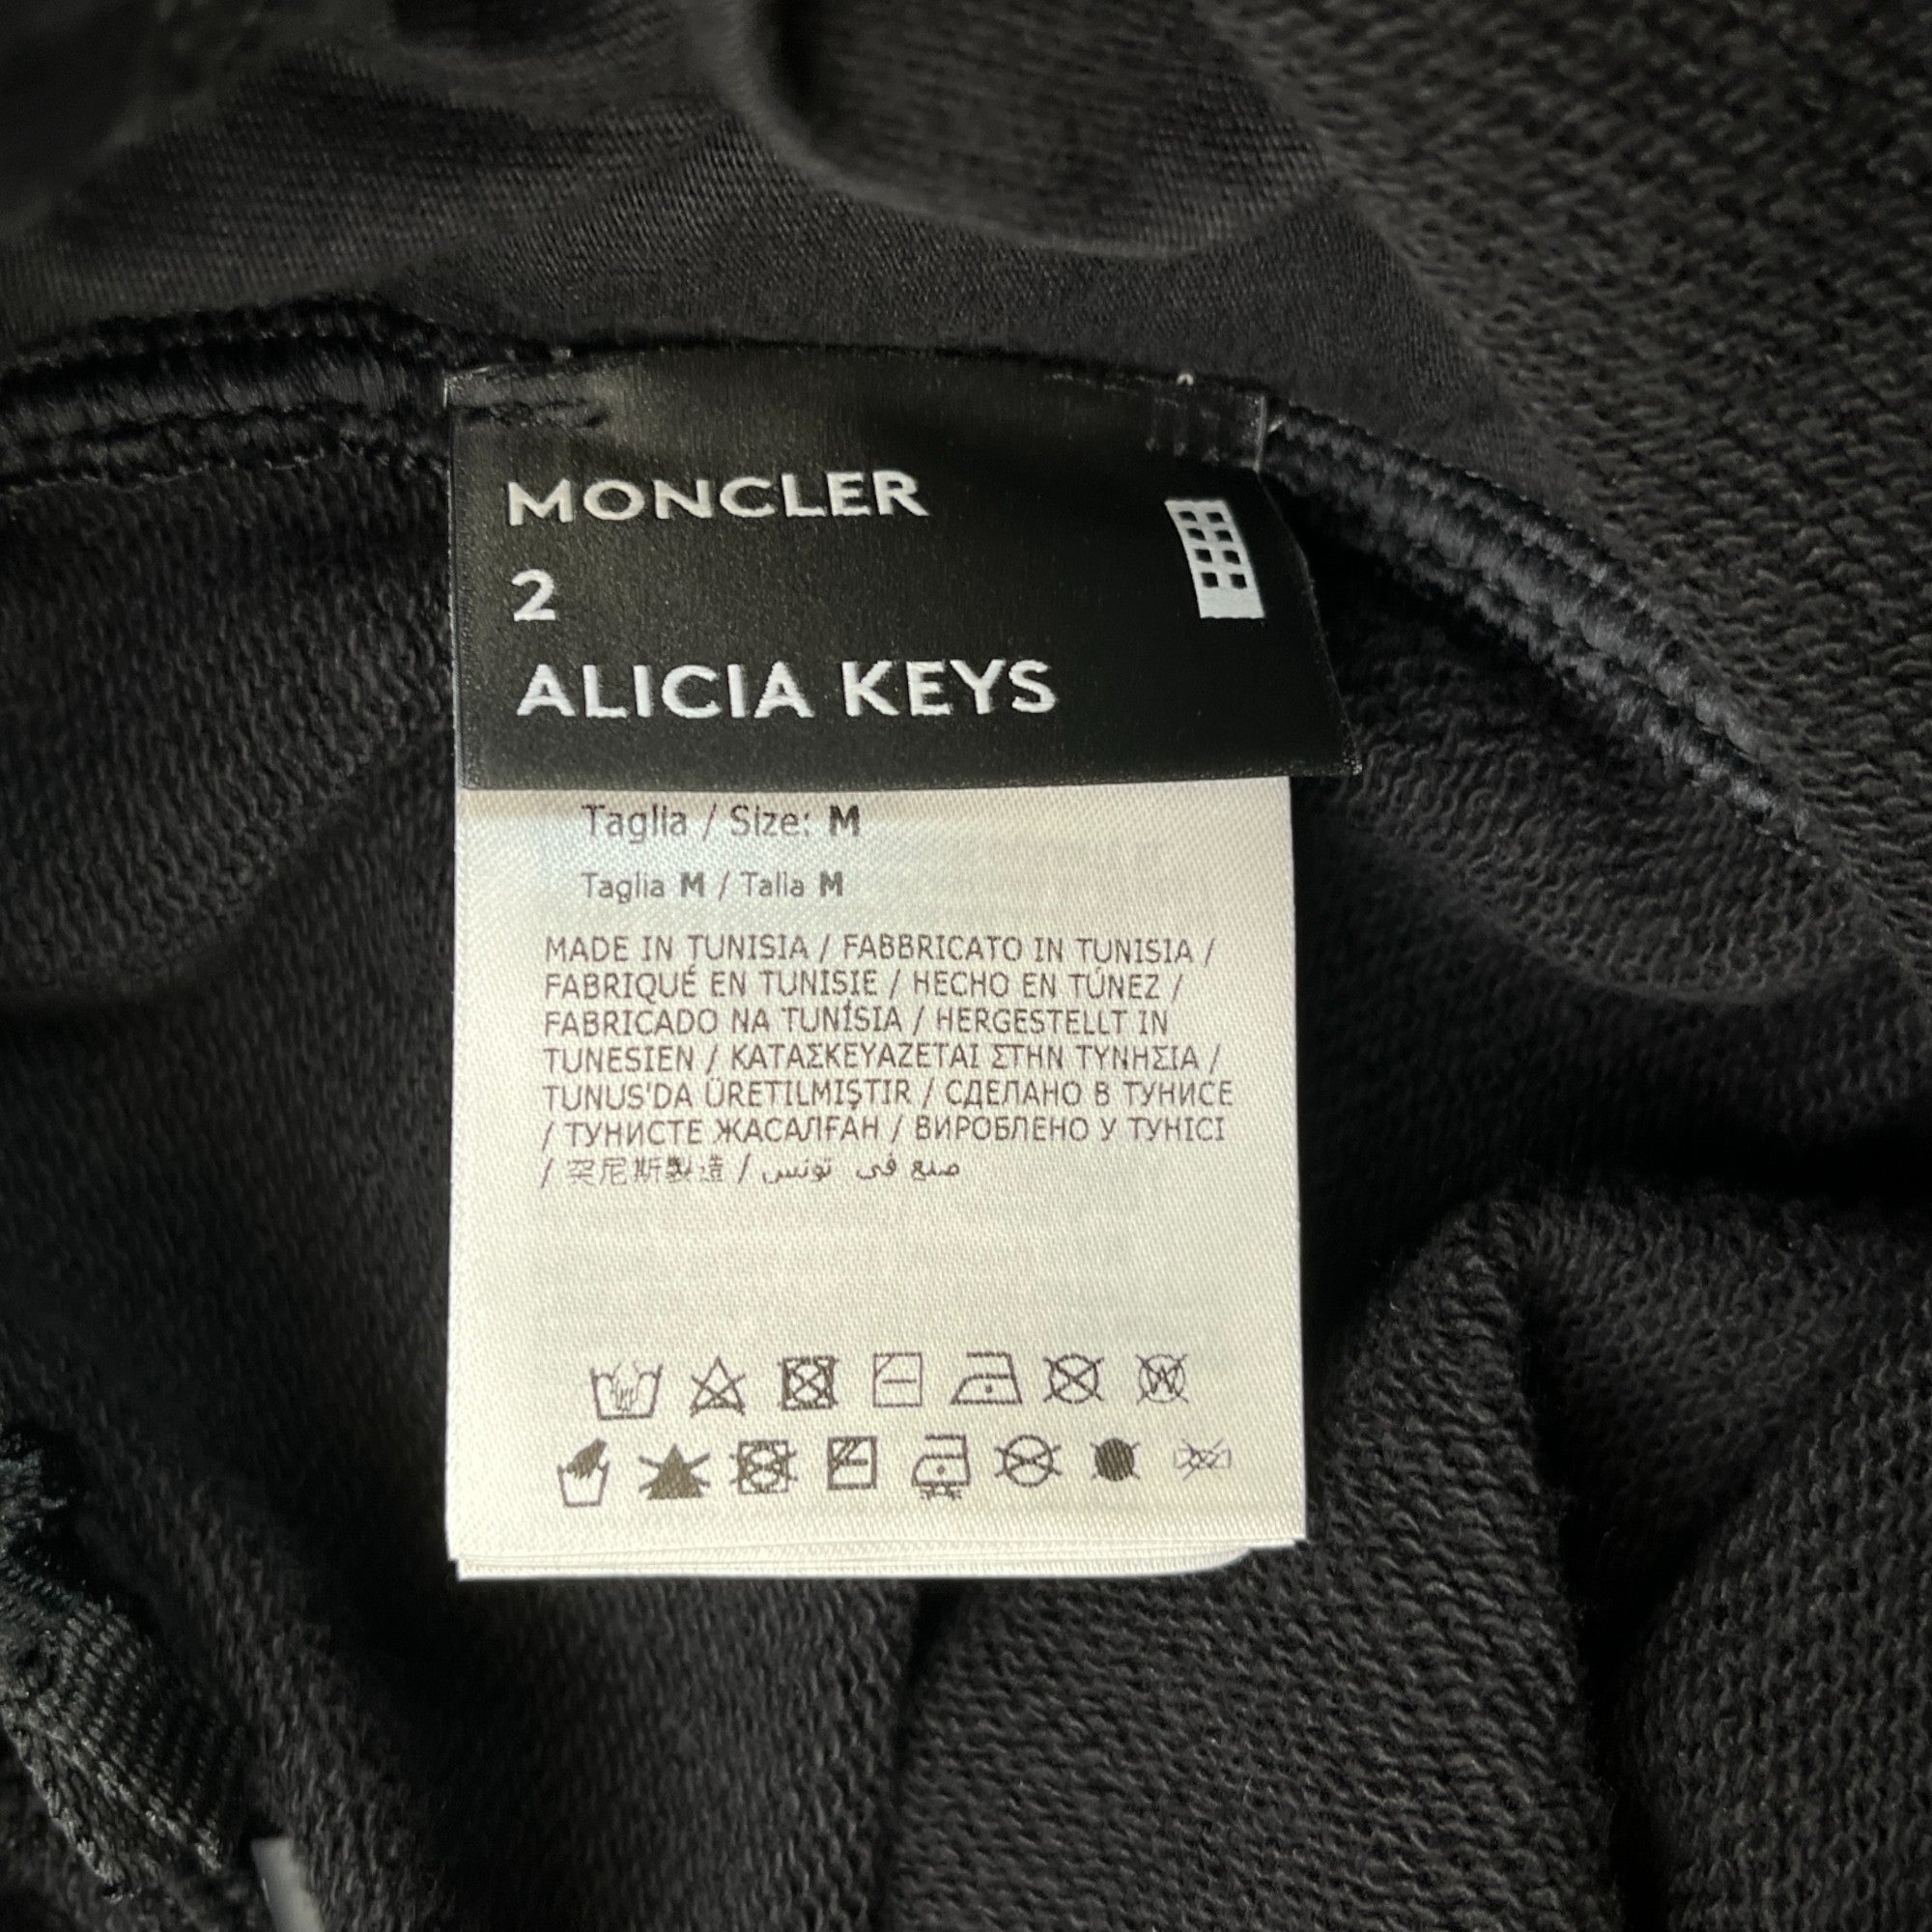 MONCLER
2
ALICIA KEYS
Taglia / Size: M
Taglia M / Talla M
MADE IN TUNISIA / FABBRICATO IN TUNISIA /
FABRIQUÉ EN TUNISIE / HECHO EN TÚNEZ /
FABRICADO NA TUNÍSIA / HERGESTELLT IN
TUNESIEN / ΚΑΤΑΣΚΕΥΑΖΕΤΑΙ ΣΤΗΝ ΤΥΝΗΣΙΑ /
TUNUS'DA ÜRETILMIŞTIR / СДЕЛАНО В ТУНИСЕ
/ ТУНИСТЕ ЖАСАЛҒАН / ВИРОБЛЕНО У ТУНІСІ
/ 突尼斯製造 / صنع في تونس
W